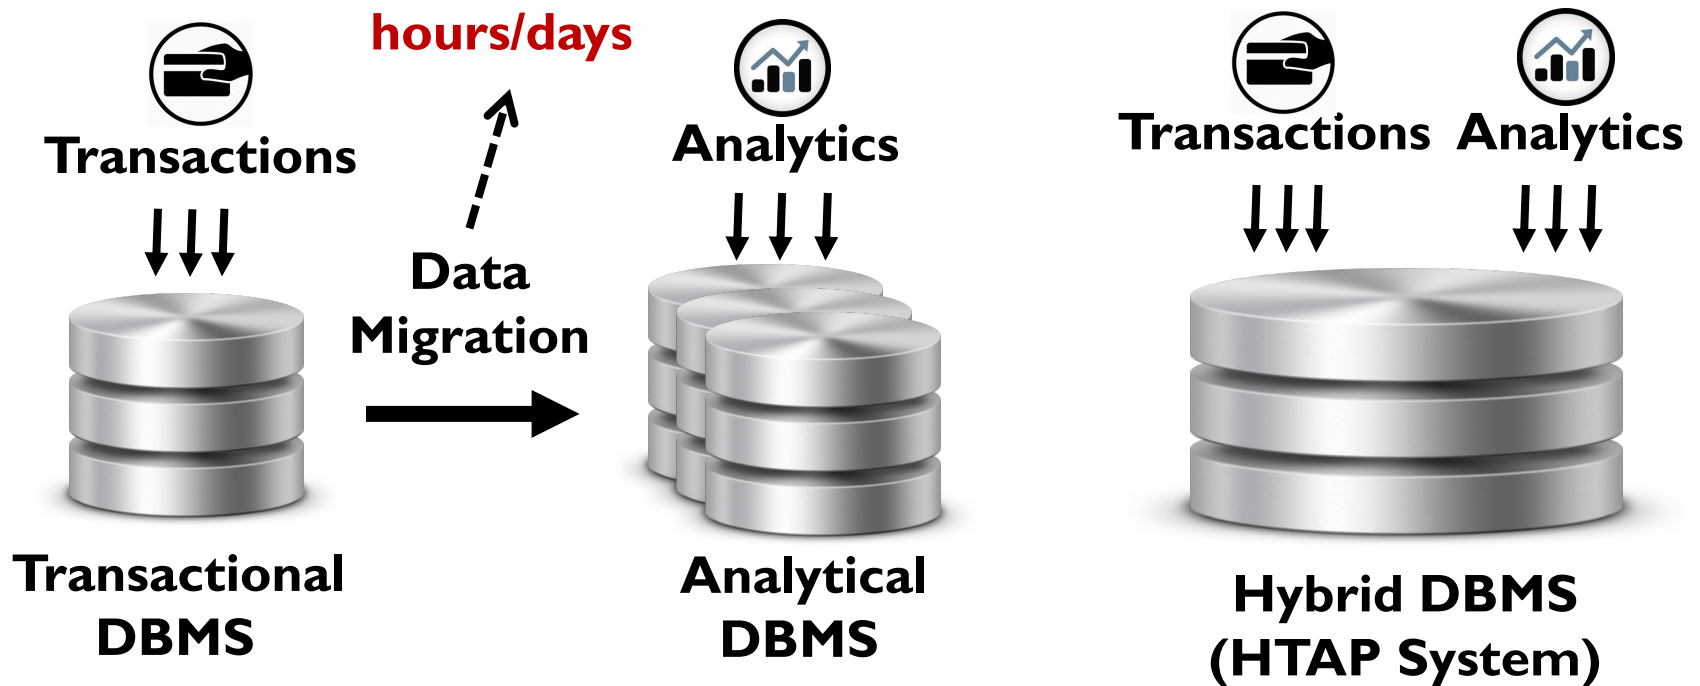 hours/days
Transactions
Analytics
Data
Migration
Transactional
DBMS
Analytical
DBMS
Transactions
Analytics
Hybrid DBMS
(HTAP System)